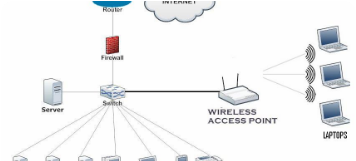 INTERNET
Router
Firewall
Server
Switch
WIRELESS
ACCESS POINT
LAPTOPS